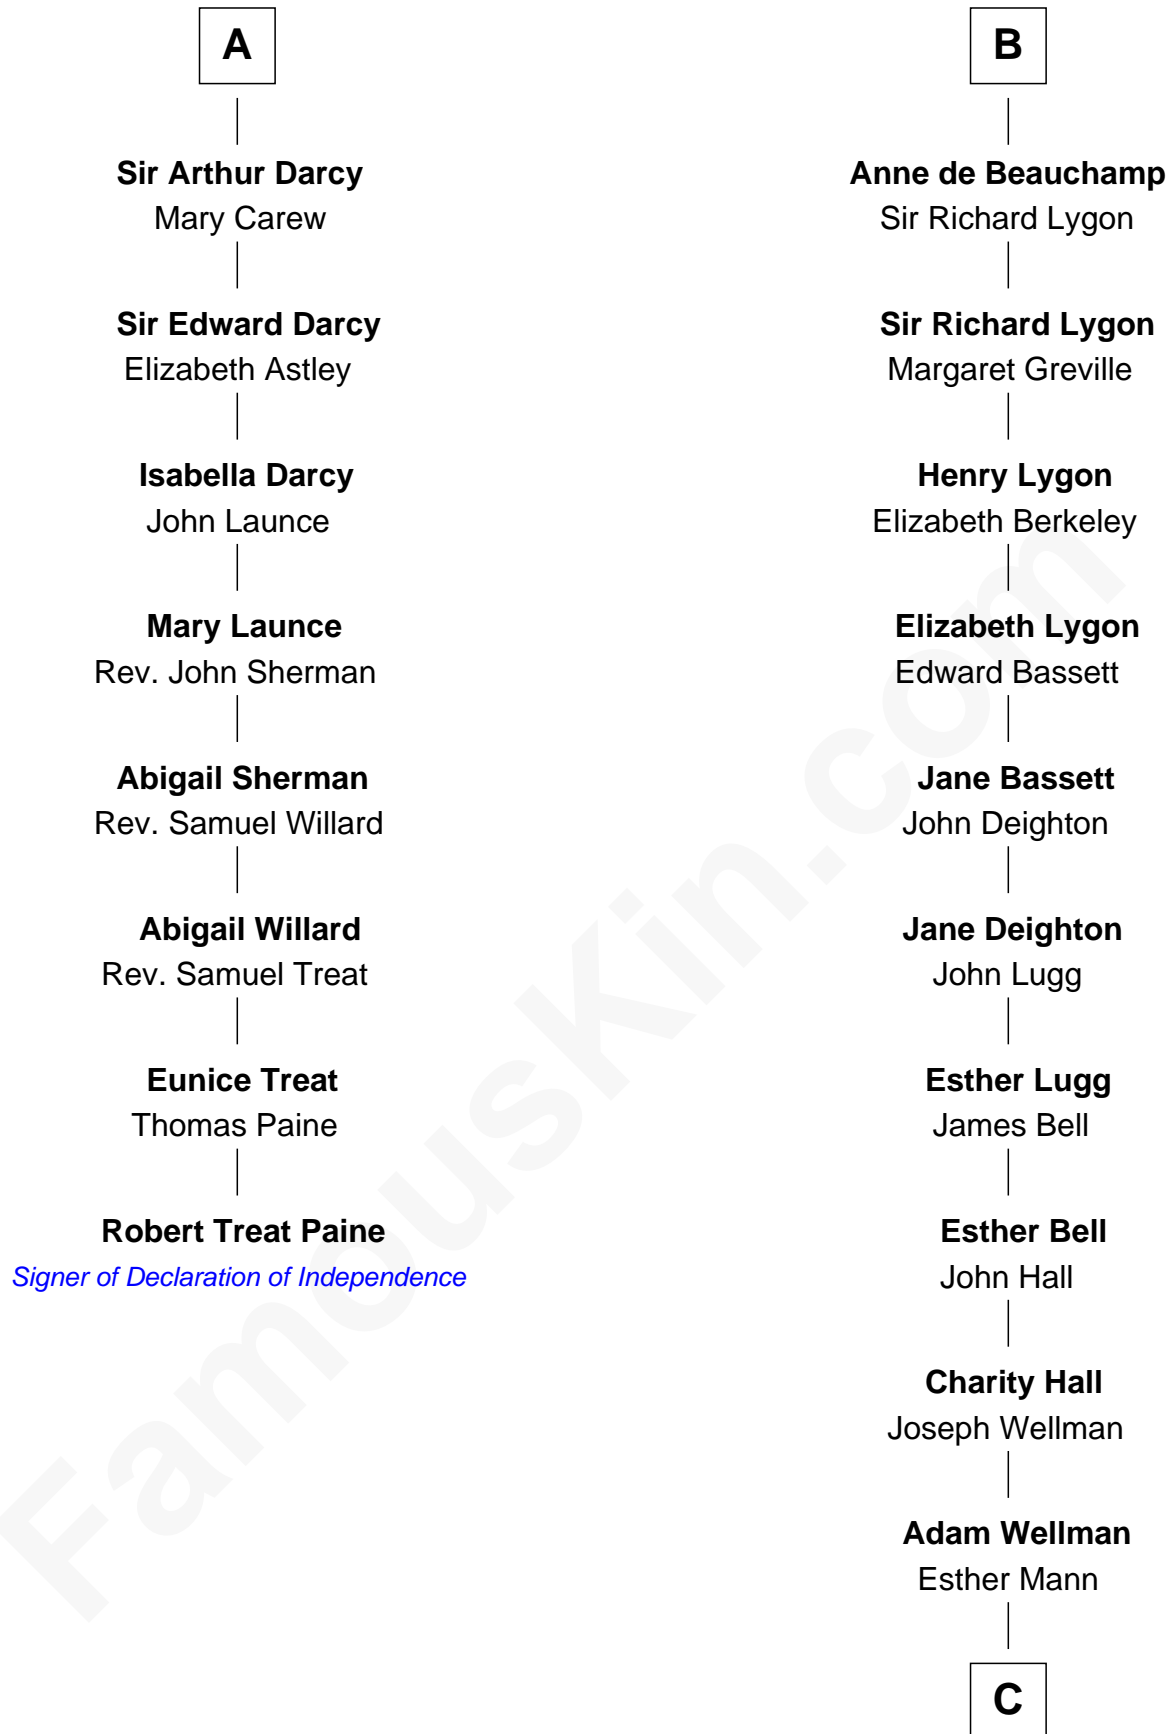 A
Sir Arthur Darcy
Mary Carew
Sir Edward Darcy
Elizabeth Astley
Isabella Darcy
John Launce
Mary Launce
Rev. John Sherman
Abigail Sherman
Rev. Samuel Willard
Abigail Willard
Rev. Samuel Treat
Eunice Treat
Thomas Paine
Robert Treat Paine
Signer of Declaration of Independence
B
Anne de Beauchamp
Sir Richard Lygon
Sir Richard Lygon
Margaret Greville
Henry Lygon
Elizabeth Berkeley
Elizabeth Lygon
Edward Bassett
Jane Bassett
John Deighton
Jane Deighton
John Lugg
Esther Lugg
James Bell
Esther Bell
John Hall
Charity Hall
Joseph Wellman
Adam Wellman
Esther Mann
C
FamousKin.com